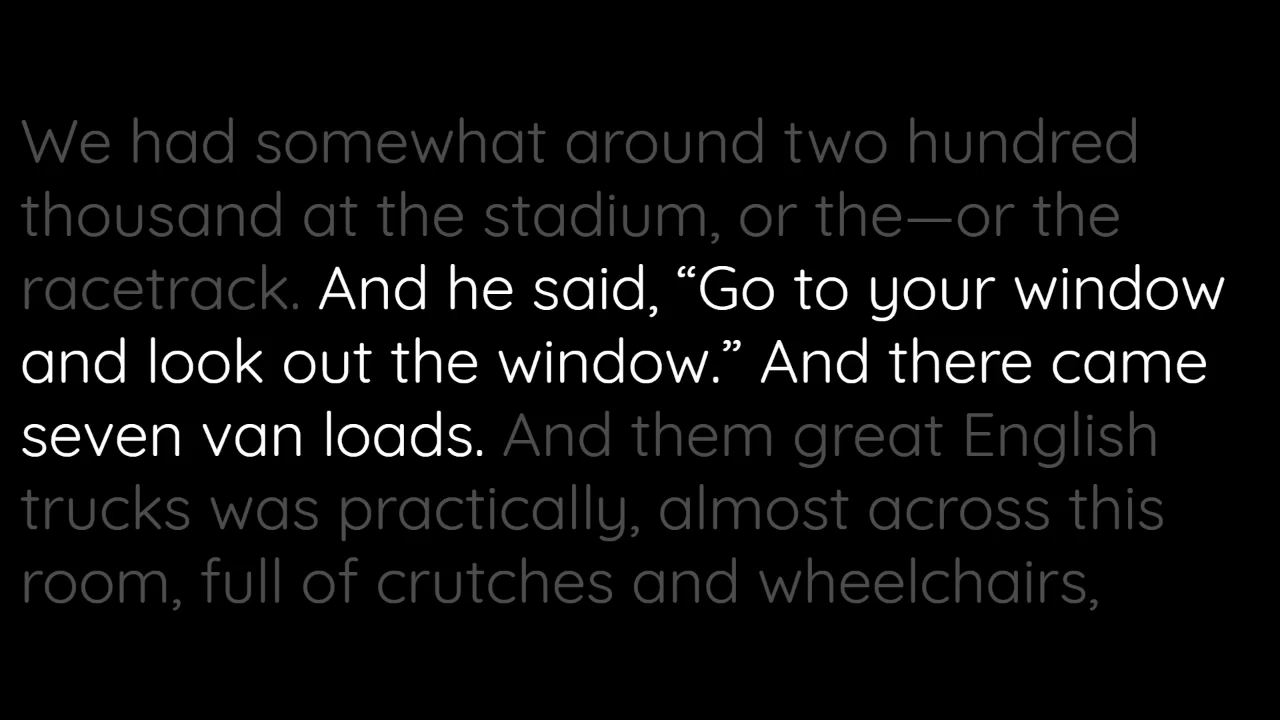 We had somewhat around two hundred
thousand at the stadium, or the—or the
racetrack. And he said, “Go to your window
and look out the window.” And there came
seven van loads. And them great English
trucks was practically, almost across this
room, full of crutches and wheelchairs,